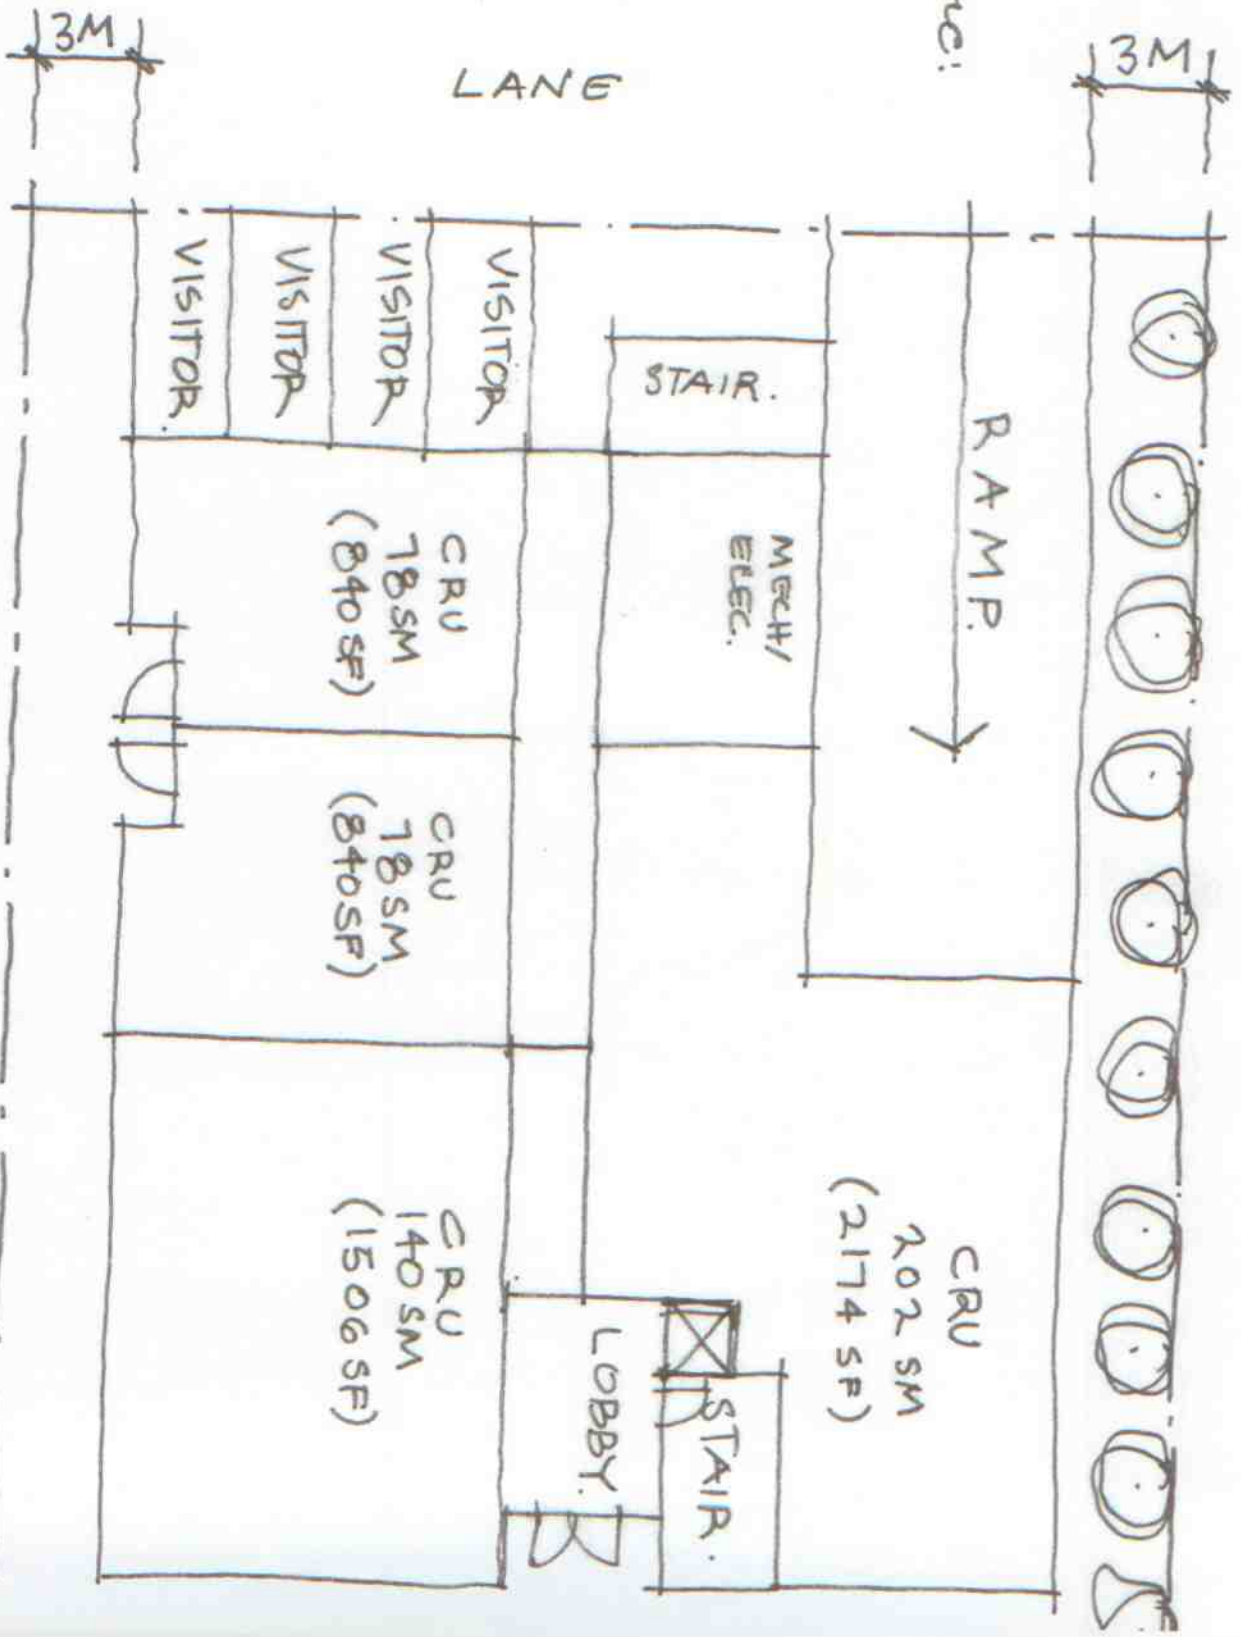 3M
LANE
3M
VISITOR.
VISITOR
VISITOR
VISITOR
STAIR.
RAMP.
MECH/
ELEC.
CRU
78 SM
(840 SF)
CRU
78 SM
(840 SF)
CRU
140 SM
(1506 SF)
CRU
202 SM
(2174 SF)
LOBBY.
STAIR.